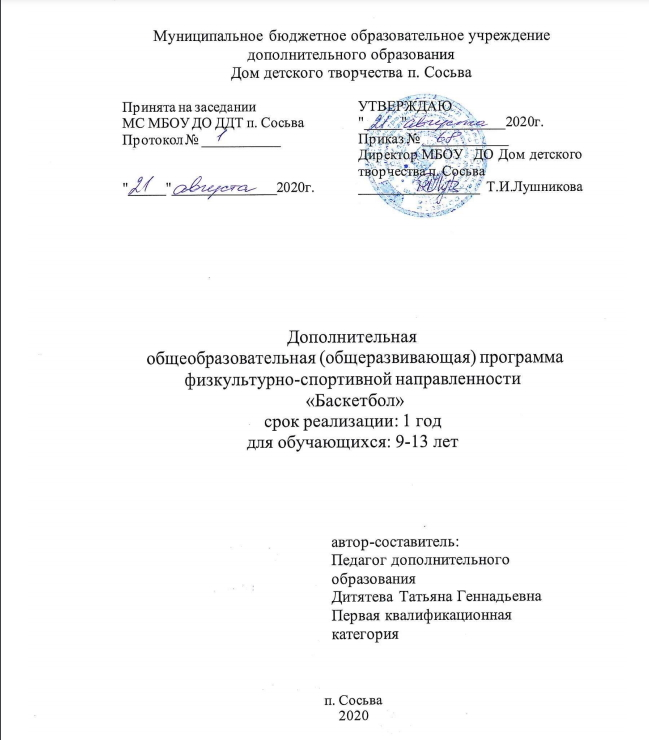 Муниципальное бюджетное образовательное учреждение
дополнительного образования
Дом детского творчества п. Сосьва
Принята на заседании
МС МБОУ ДО ДДТ п. Сосьва
Протокол № 1
"21" августа 2020г.
УТВЕРЖДАЮ
"21" августа 2020г.
Приказ № 68
Директор МБОУ ДО Дом детского
творчества п. Сосьва
Т.И.Лушникова
Дополнительная
общеобразовательная (общеразвивающая) программа
физкультурно-спортивной направленности
«Баскетбол»
срок реализации: 1 год
для обучающихся: 9-13 лет
автор-составитель:
Педагог дополнительного
образования
Дитятева Татьяна Геннадьевна
Первая квалификационная
категория
п. Сосьва
2020